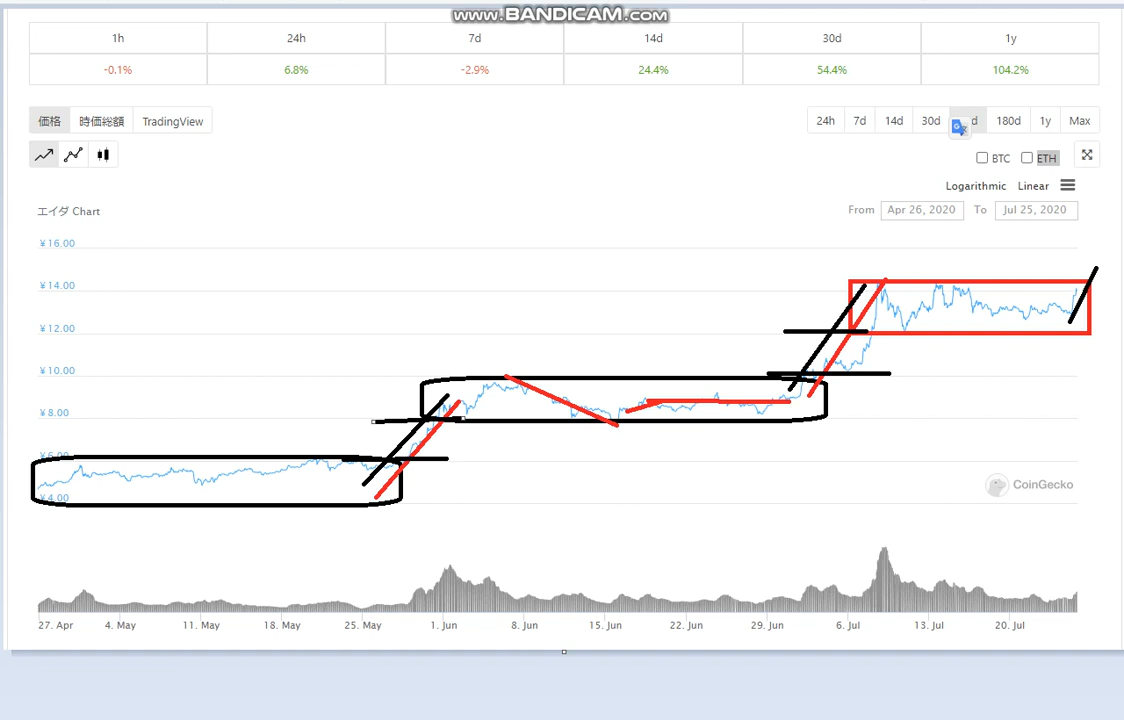 www.BANDICAM.com
1h 24h 7d 14d 30d 1y
-0.1% 6.8% -2.9% 24.4% 54.4% 104.2%
価格 時価総額 TradingView
24h 7d 14d 30d d 180d 1y Max
BTC ETH
Logarithmic Linear
エイダ Chart
From Apr 26, 2020 To Jul 25, 2020
¥16.00
¥14.00
¥12.00
¥10.00
¥8.00
¥6.00
¥4.00
CoinGecko
27. Apr 4. May 11. May 18. May 25. May 1. Jun 8. Jun 15. Jun 22. Jun 29. Jun 6. Jul 13. Jul 20. Jul